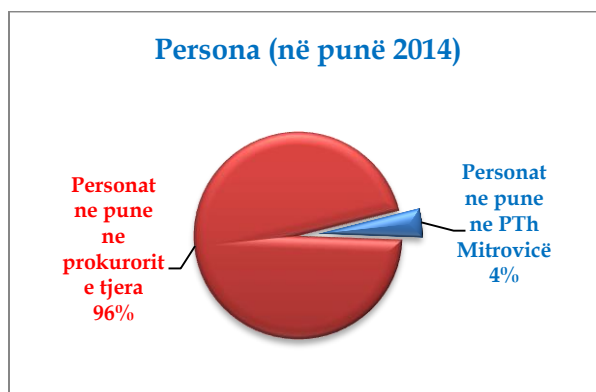 Persona (në punë 2014)
Personat
ne pune
ne
prokurorit
e tjera
96%
Personat
ne pune
ne PTh
Mitrovicë
4%